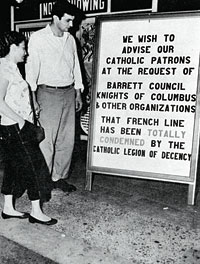 NOW SHOWING
WE WISH TO
ADVISE OUR
CATHOLIC PATRONS
AT THE REQUEST OF
BARRETT COUNCIL
KNIGHTS OF COLUMBUS
& OTHER ORGANIZATIONS
THAT FRENCH LINE
HAS BEEN TOTALLY
CONDEMNED BY THE
CATHOLIC LEGION OF DECENCY